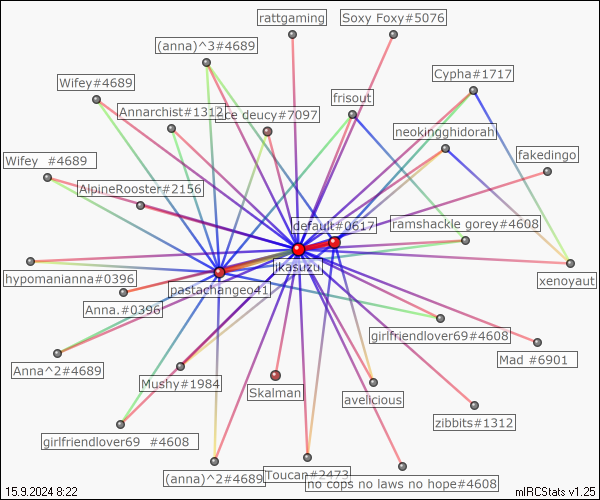 rattgaming
Soxy Foxy#5076
(anna)^3#4689
Cypha#1717
Wifey#4689
frisout
Annarchist#1312
ce deucy#7097
neokingghidorah
fakedingo
Wifey  #4689
AlpineRooster#2156
default#0617
ramshackle gorey#4608
jkasuzu
hypomanianna#0396
xenoyaut
pastachangeo41
Anna.#0396
girlfriendlover69#4608
Mad #6901
Anna^2#4689
Mushy#1984
Skalman
avelicious
zibbits#1312
girlfriendlover69  #4608
(anna)^2#4689
Toucan#2473
no cops no laws no hope#4608
15.9.2024 8:22
mIRCStats v1.25